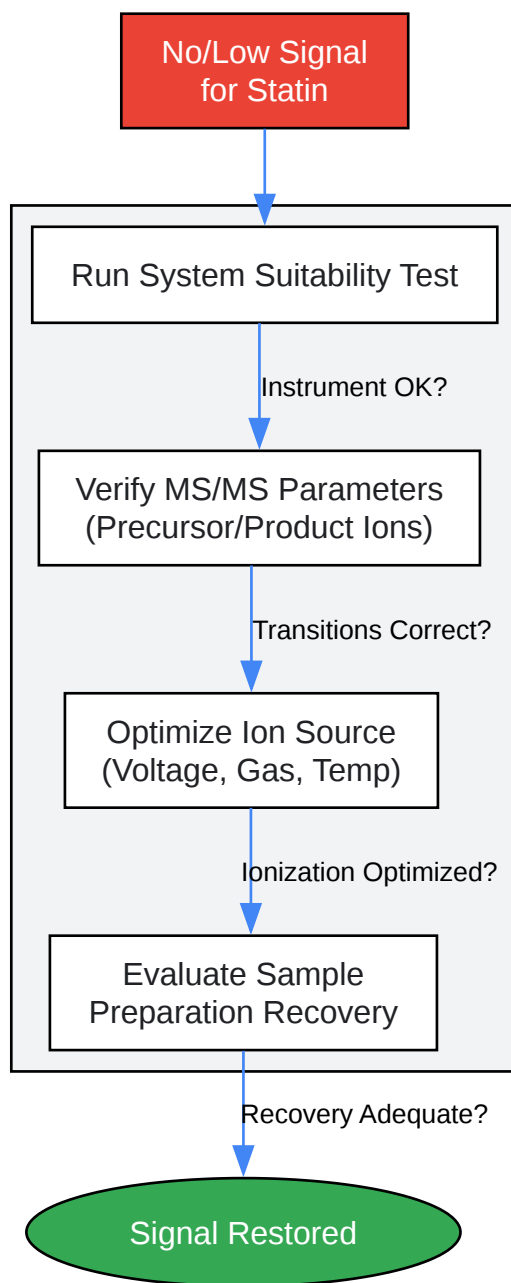 No/Low Signal
for Statin
Run System Suitability Test
Instrument OK?
Verify MS/MS Parameters
(Precursor/Product Ions)
Transitions Correct?
Optimize Ion Source
(Voltage, Gas, Temp)
Ionization Optimized?
Evaluate Sample
Preparation Recovery
Recovery Adequate?
Signal Restored